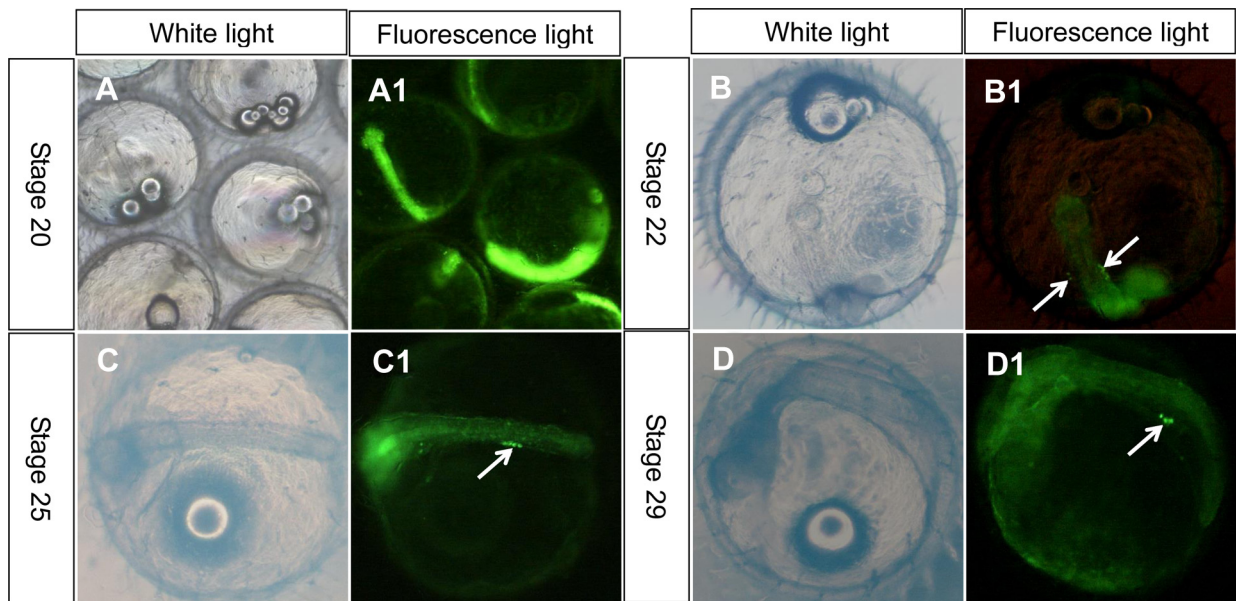 White light
Fluorescence light
White light
Fluorescence light
Stage 20
A
A1
Stage 22
B
B1
Stage 25
C
C1
Stage 29
D
D1